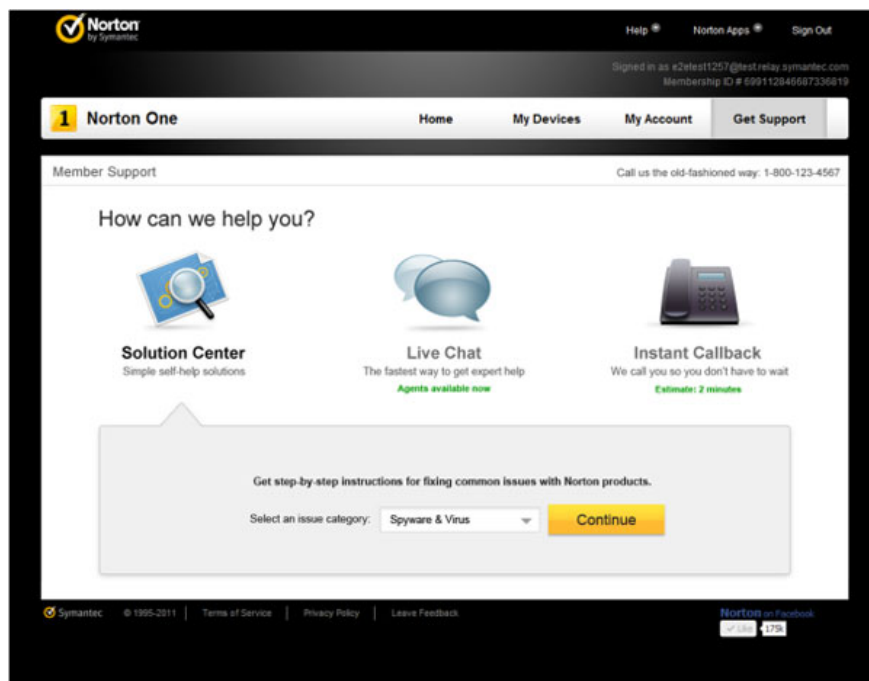 Norton
by Symantec
Help Norton Apps Sign Out
Signed in as e2etest1257@test.relay.symantec.com
Membership ID # 699112846687336819
1 Norton One Home My Devices My Account Get Support
Member Support Call us the old-fashioned way: 1-800-123-4567
How can we help you?
Solution Center Live Chat Instant Callback
Simple self-help solutions The fastest way to get expert help We call you so you don't have to wait
Agents available now Estimate: 2 minutes
Get step-by-step instructions for fixing common issues with Norton products.
Select an issue category: Spyware & Virus Continue
Symantec © 1995-2011 Terms of Service Privacy Policy Leave Feedback Norton on Facebook
Like 175k